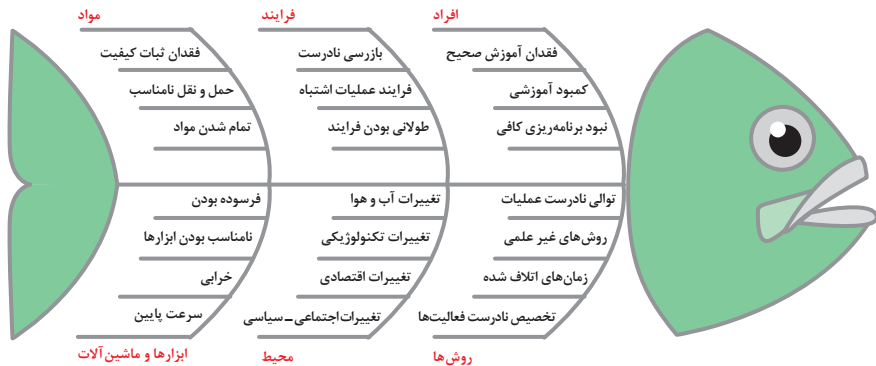 افراد
فقدان آموزش صحیح
کمبود آموزشی
نبود برنامه‌ریزی کافی
فرایند
بازرسی نادرست
فرایند عملیات اشتباه
طولانی بودن فرایند
مواد
فقدان ثبات کیفیت
حمل و نقل نامناسب
تمام شدن مواد
توالی نادرست عملیات
روش‌های غیر علمی
زمان‌های اتلاف شده
تخصیص نادرست فعالیت‌ها
روش‌ها
تغییرات آب و هوا
تغییرات تکنولوژیکی
تغییرات اقتصادی
تغییرات اجتماعی ـ سیاسی
محیط
فرسوده بودن
نامناسب بودن ابزارها
خرابی
سرعت پایین
ابزارها و ماشین‌آلات